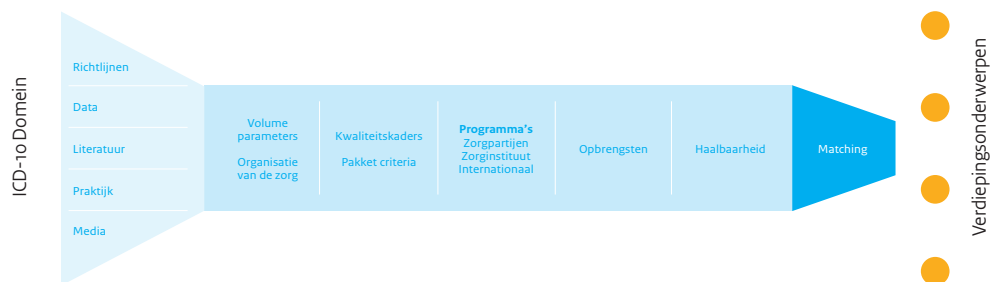 ICD-10 Domein
Richtlijnen
Data
Literatuur
Praktijk
Media
Volume
parameters
Organisatie
van de zorg
Kwaliteitskaders
Pakket criteria
Programma's
Zorgpartijen
Zorginstituut
Internationaal
Opbrengsten
Haalbaarheid
Matching
Verdiepingsonderwerpen